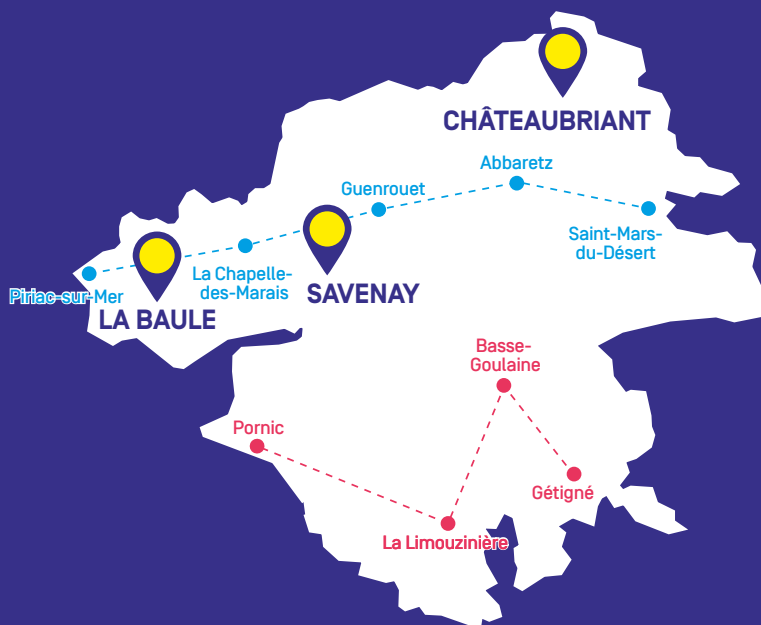 CHÂTEAUBRIANT
Abbaretz
Guenrouet
Saint-Mars-
du-Désert
La Chapelle-
des-Marais
Piriac-sur-Mer
SAVENAY
LA BAULE
Basse-
Goulaine
Pornic
Gétigné
La Limouzinière